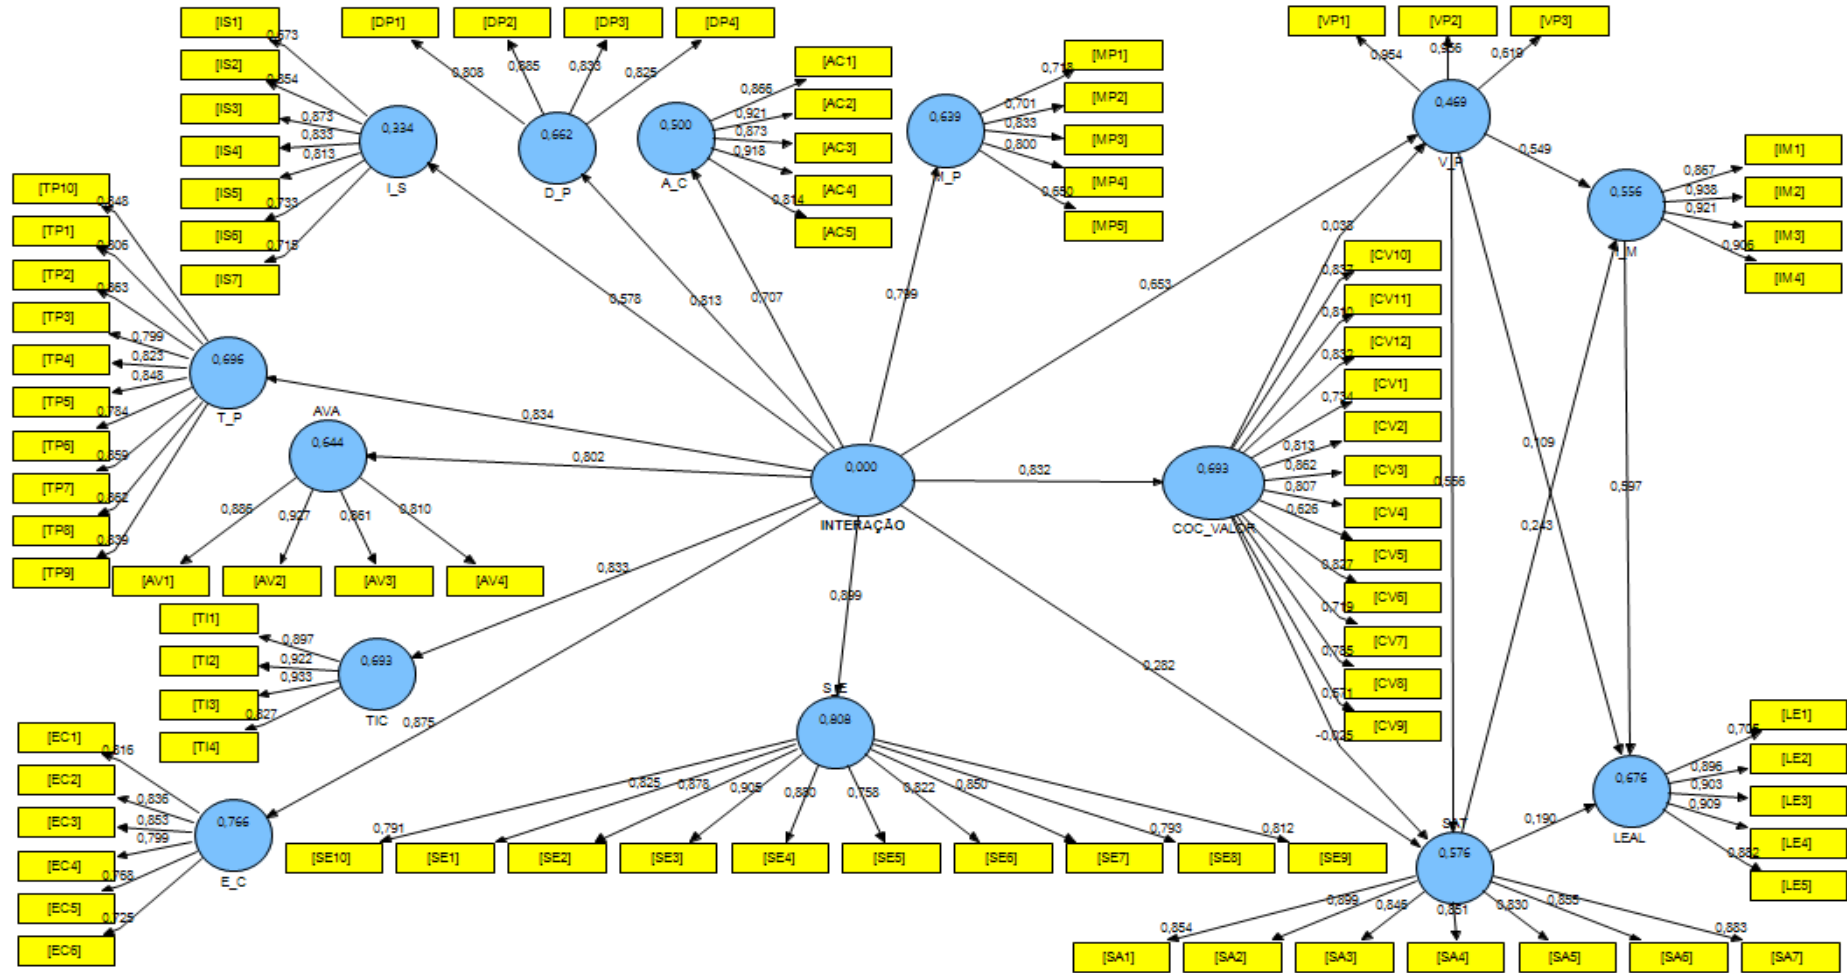 [IS1]
[IS2]
[IS3]
[IS4]
[IS5]
[IS6]
[IS7]
0,673
0,854
0,873
0,833
0,813
0,733
0,715
0,334
I_S
[DP1]
[DP2]
[DP3]
[DP4]
0,808
0,885
0,833
0,825
0,662
D_P
[AC1]
[AC2]
[AC3]
[AC4]
[AC5]
0,866
0,921
0,873
0,918
0,814
0,500
A_C
[MP1]
[MP2]
[MP3]
[MP4]
[MP5]
0,701
0,833
0,800
0,650
0,639
[VP1]
[VP2]
[VP3]
0,954
0,956
0,619
0,469
0,549
[IM1]
[IM2]
[IM3]
[IM4]
0,867
0,938
0,921
0,906
0,556
[TP10]
[TP1]
[TP2]
[TP3]
[TP4]
[TP5]
[TP6]
[TP7]
[TP8]
[TP9]
0,848
0,806
0,863
0,799
0,823
0,848
0,784
0,859
0,862
0,839
0,696
T_P
0,578
0,813
0,707
0,799
0,653
0,038
0,834
0,802
0,832
0,833
0,875
0,899
0,282
0,000
INTERAÇÃO
AVA
0,644
0,886
0,927
0,861
0,810
[AV1]
[AV2]
[AV3]
[AV4]
[TI1]
[TI2]
[TI3]
[TI4]
0,897
0,922
0,933
0,827
0,693
TIC
[EC1]
[EC2]
[EC3]
[EC4]
[EC5]
[EC6]
0,816
0,836
0,853
0,799
0,768
0,725
0,766
E_C
S_E
0,808
0,791
0,825
0,878
0,905
0,880
0,758
0,822
0,850
0,793
0,812
[SE10]
[SE1]
[SE2]
[SE3]
[SE4]
[SE5]
[SE6]
[SE7]
[SE8]
[SE9]
0,693
COC_VALOR
[CV10]
[CV11]
[CV12]
[CV1]
[CV2]
[CV3]
[CV4]
[CV5]
[CV6]
[CV7]
[CV8]
[CV9]
0,837
0,810
0,832
0,734
0,813
0,862
0,807
0,626
0,827
0,719
0,785
0,671
-0,025
0,556
0,109
0,243
0,597
0,190
SAT
0,576
0,854
0,899
0,846
0,851
0,830
0,855
0,883
[SA1]
[SA2]
[SA3]
[SA4]
[SA5]
[SA6]
[SA7]
[LE1]
[LE2]
[LE3]
[LE4]
[LE5]
0,705
0,896
0,903
0,909
0,882
0,676
LEAL